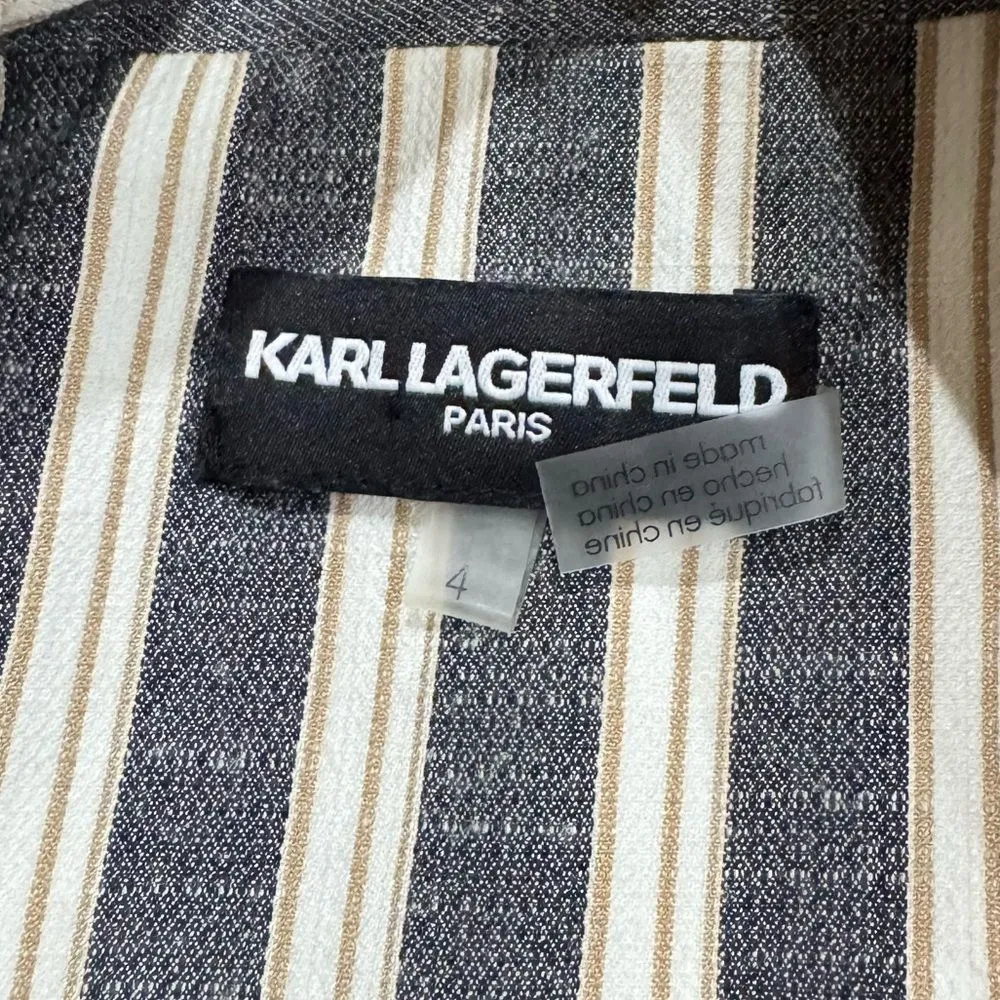 KARL LAGERFELD
PARIS
made in china
hecho en china
fabriqué en chine
4